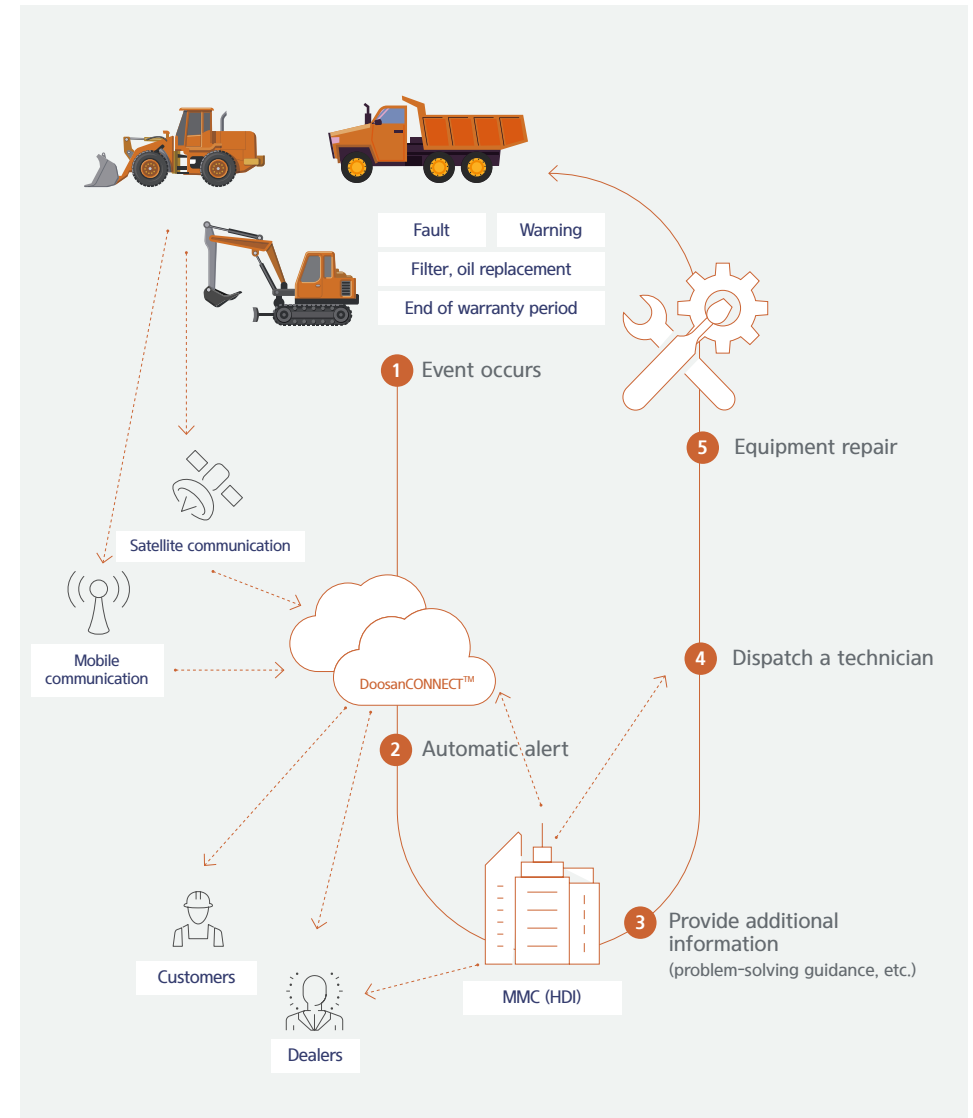 Fault
Warning
Filter, oil replacement
End of warranty period
1 Event occurs
5 Equipment repair
Satellite communication
Mobile
communication
4 Dispatch a technician
DoosanCONNECT™
2 Automatic alert
3 Provide additional
information
(problem-solving guidance, etc.)
Customers
MMC (HDI)
Dealers